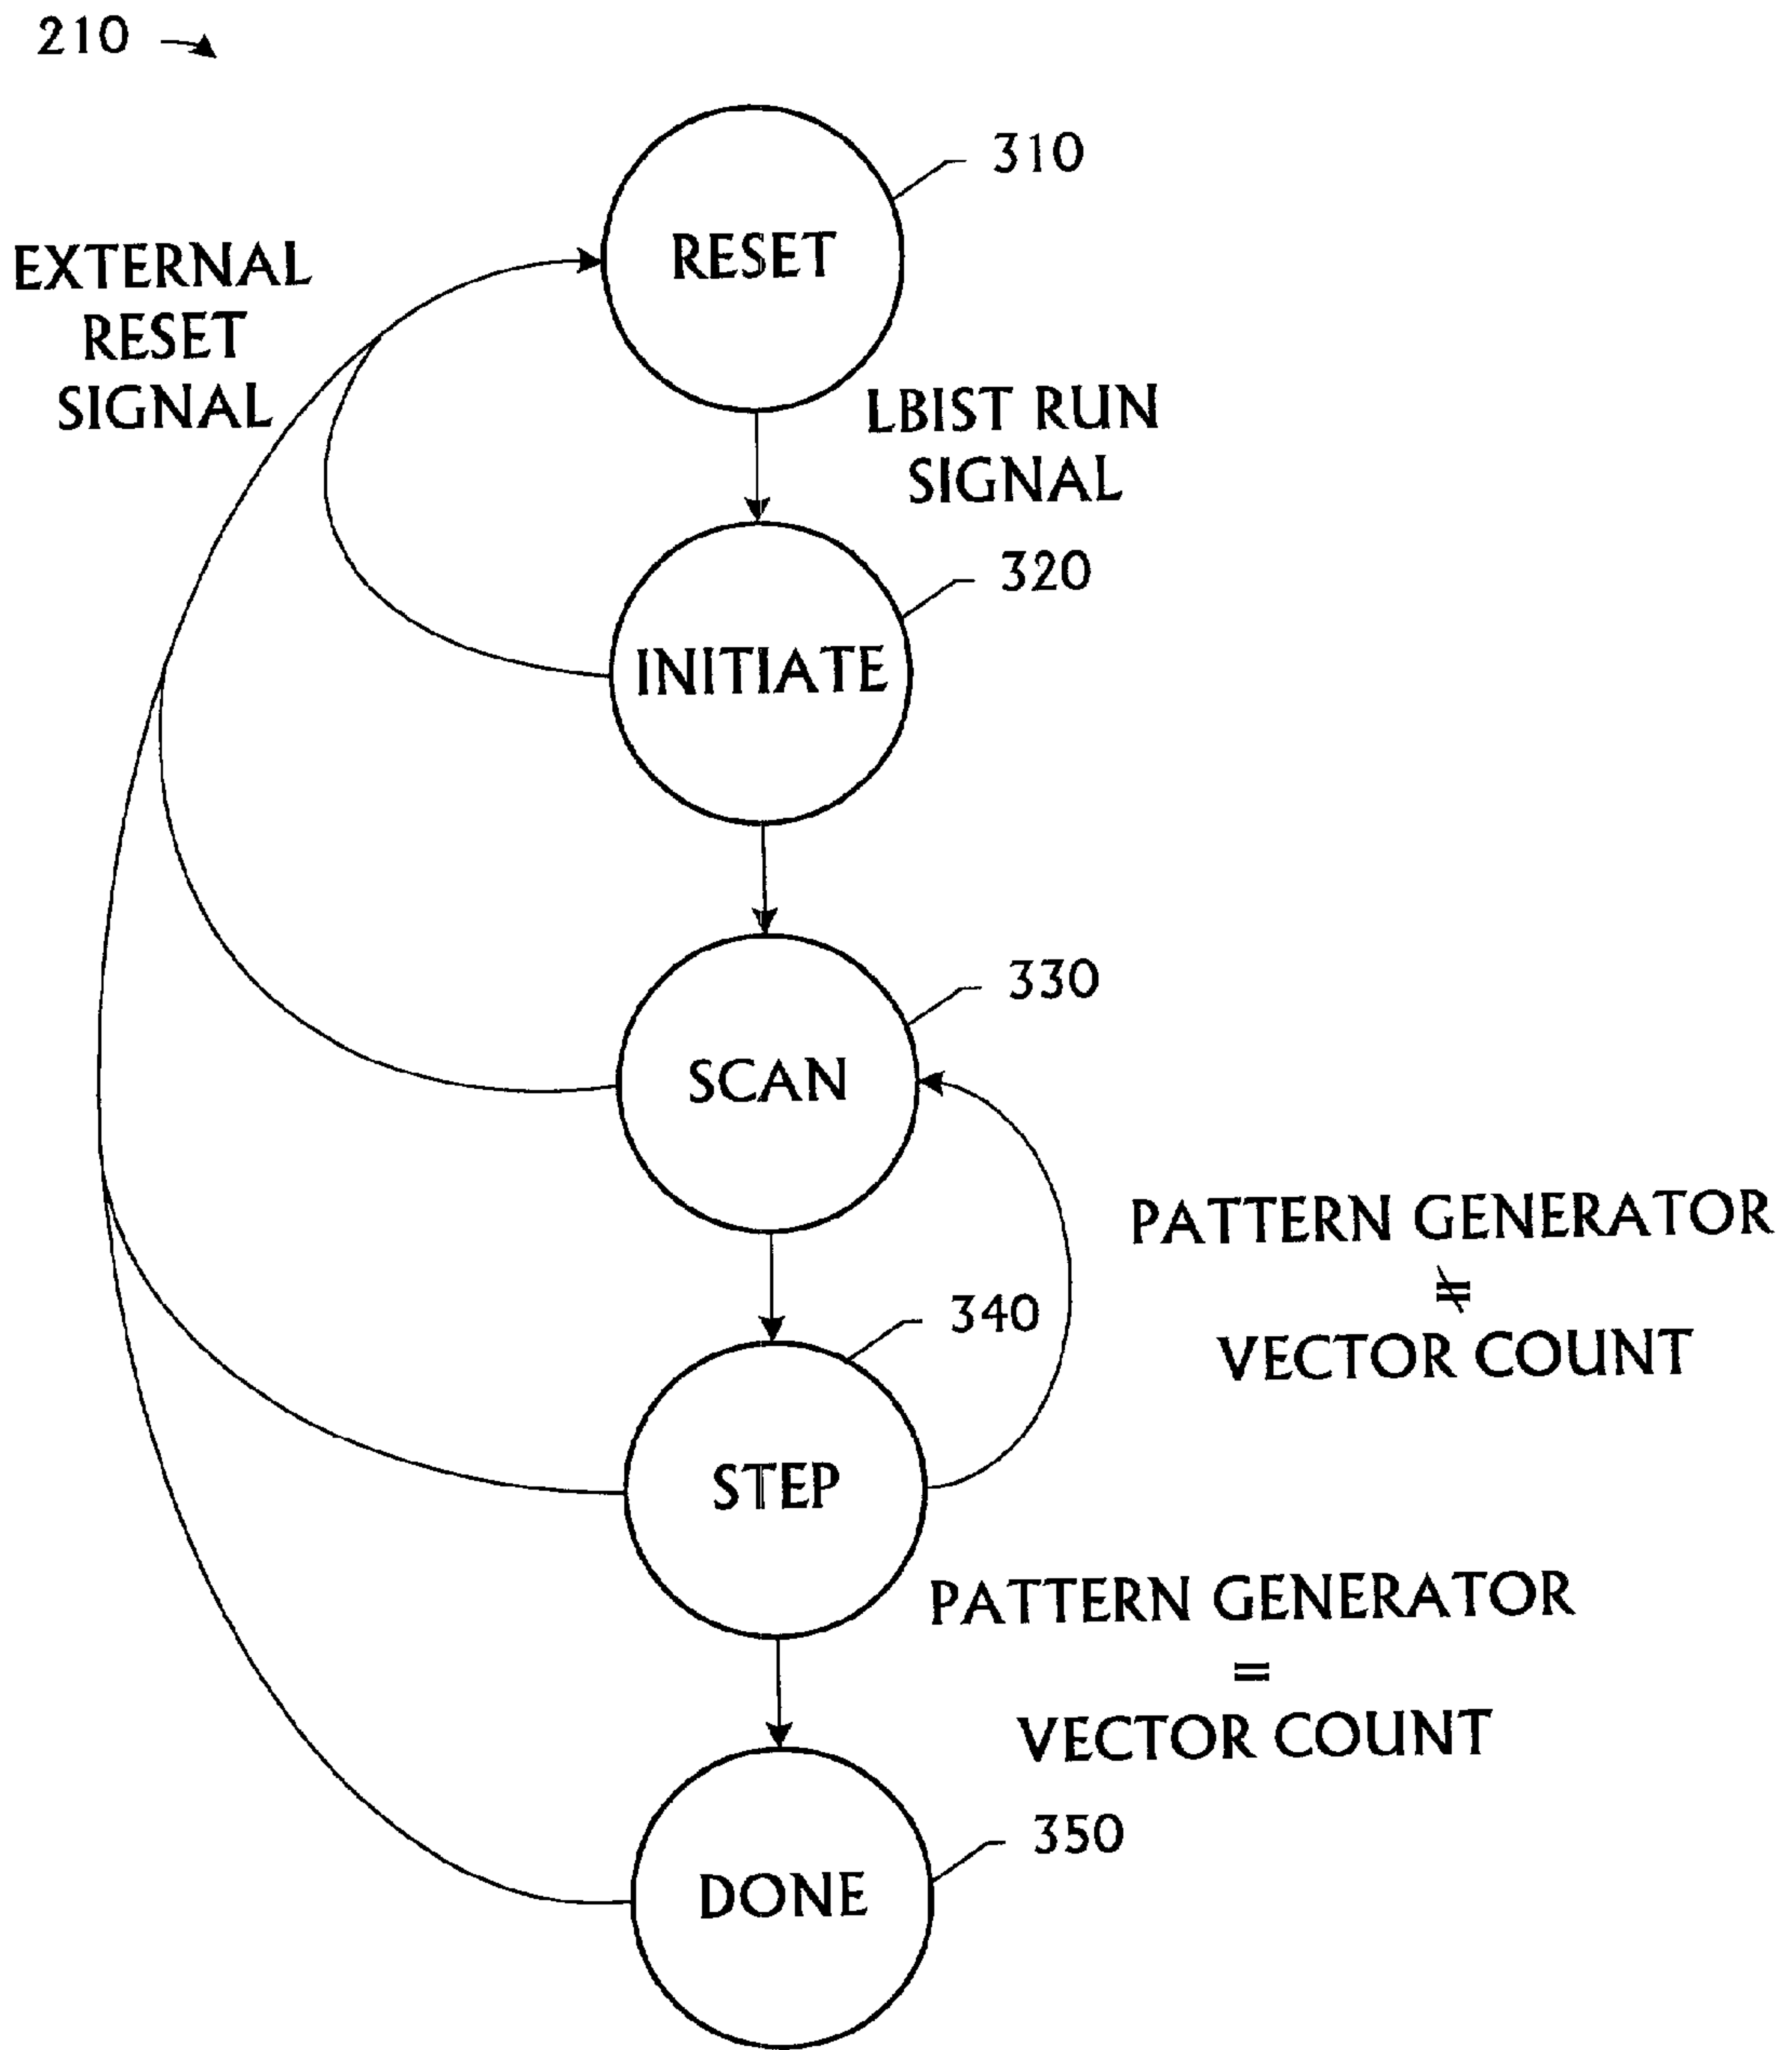 210
310
RESET
EXTERNAL
RESET
SIGNAL
LBIST RUN
SIGNAL
320
INITIATE
330
SCAN
PATTERN GENERATOR
≠
VECTOR COUNT
340
STEP
PATTERN GENERATOR
=
VECTOR COUNT
350
DONE